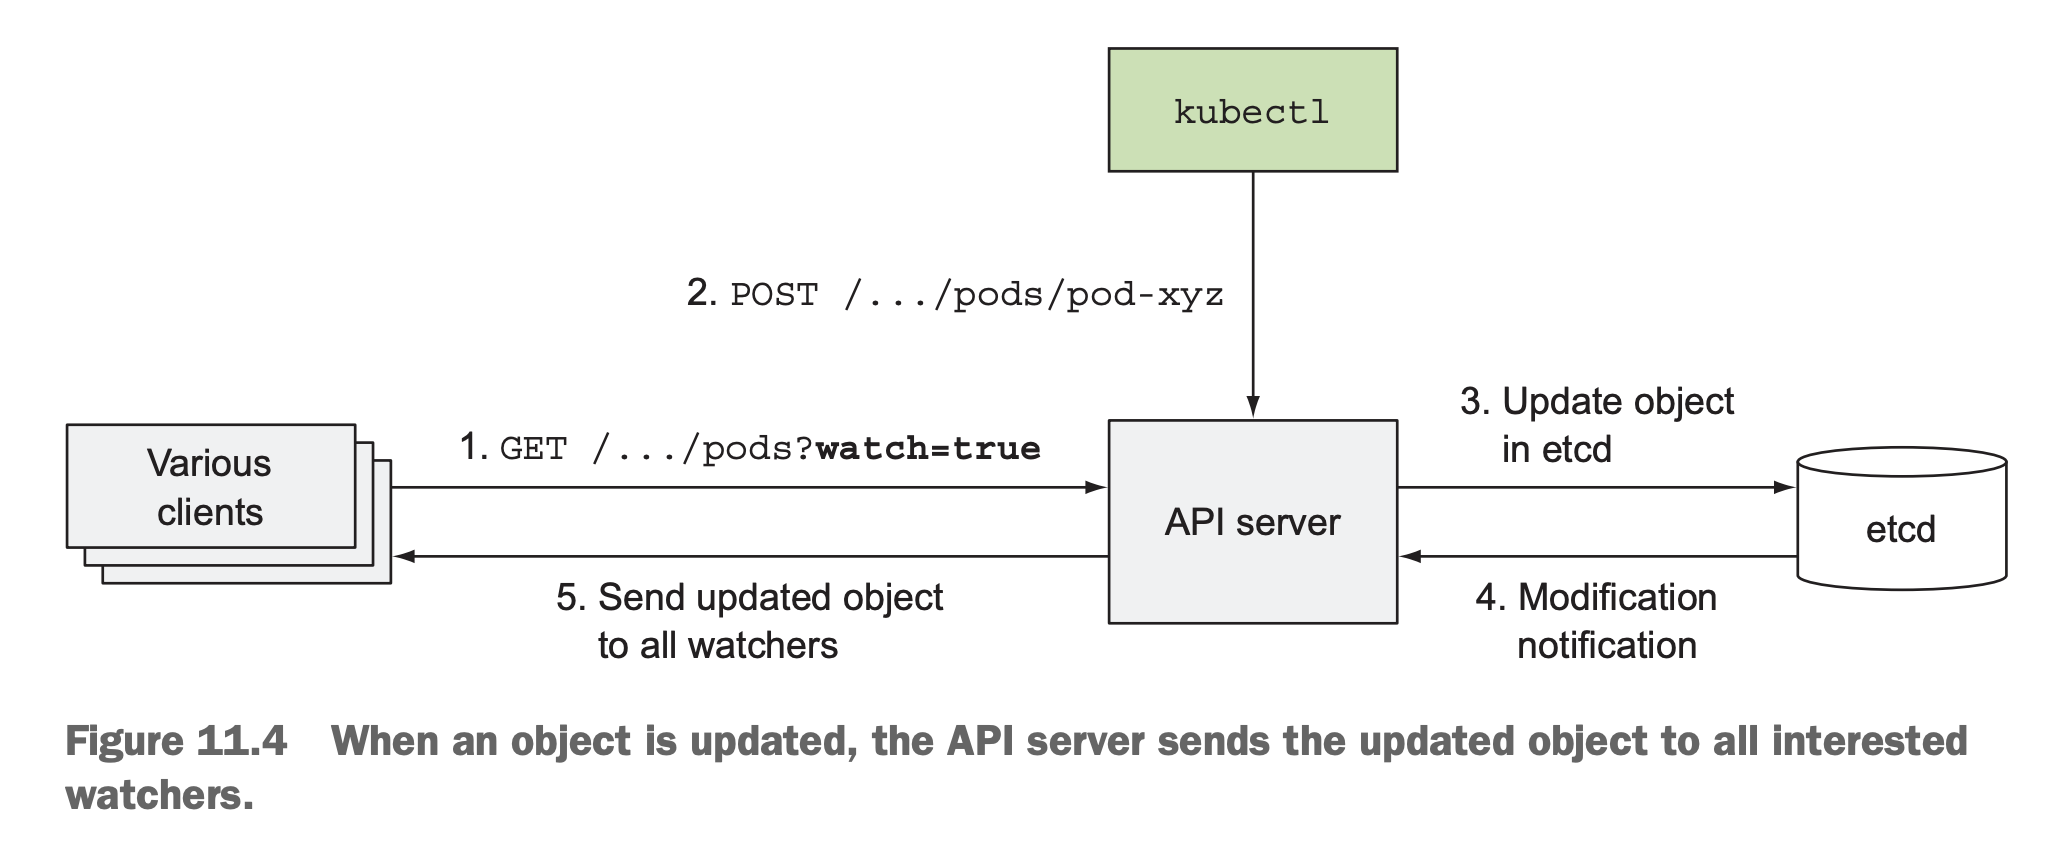 kubectl
2. POST /.../pods/pod-xyz
3. Update object
in etcd
Various
clients
1. GET /.../pods?watch=true
API server
etcd
5. Send updated object
to all watchers
4. Modification
notification
Figure 11.4 When an object is updated, the API server sends the updated object to all interested
watchers.